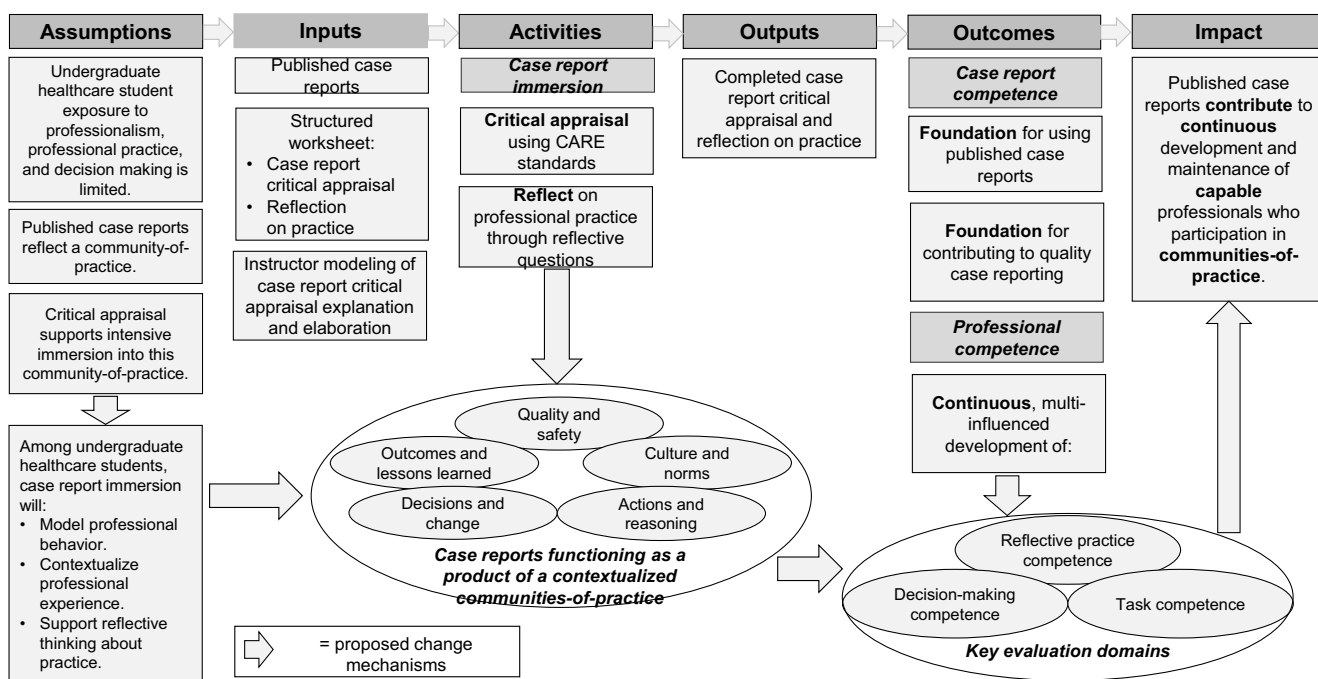 Assumptions
Inputs
Activities
Outputs
Outcomes
Impact
Undergraduate
healthcare student
exposure to
professionalism,
professional practice,
and decision making is
limited.
Published case reports
reflect a community-of-
practice.
Critical appraisal
supports intensive
immersion into this
community-of-practice.
Among undergraduate
healthcare students,
case report immersion
will:
• Model professional
behavior.
• Contextualize
professional
experience.
• Support reflective
thinking about
practice.
Published case
reports
Structured
worksheet:
• Case report
critical appraisal
• Reflection
on practice
Instructor modeling of
case report critical
appraisal explanation
and elaboration
Case report
immersion
Critical appraisal
using CARE
standards
Reflect on
professional practice
through reflective
questions
Completed case
report critical
appraisal and
reflection on practice
Case report
competence
Foundation for using
published case
reports
Foundation for
contributing to quality
case reporting
Professional
competence
Continuous, multi-
influenced
development of:
Published case
reports contribute to
continuous
development and
maintenance of
capable
professionals who
participation in
communities-of-
practice.
Quality and
safety
Outcomes and
lessons learned
Culture and
norms
Decisions and
change
Actions and
reasoning
Case reports functioning as a
product of a contextualized
communities-of-practice
Reflective practice
competence
Decision-making
competence
Task competence
Key evaluation domains
= proposed change
mechanisms